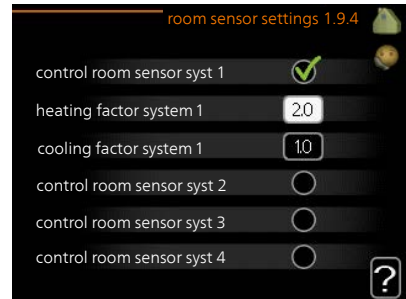 room sensor settings 1.9.4
control room sensor syst 1
heating factor system 1 2.0
cooling factor system 1 1.0
control room sensor syst 2
control room sensor syst 3
control room sensor syst 4
?